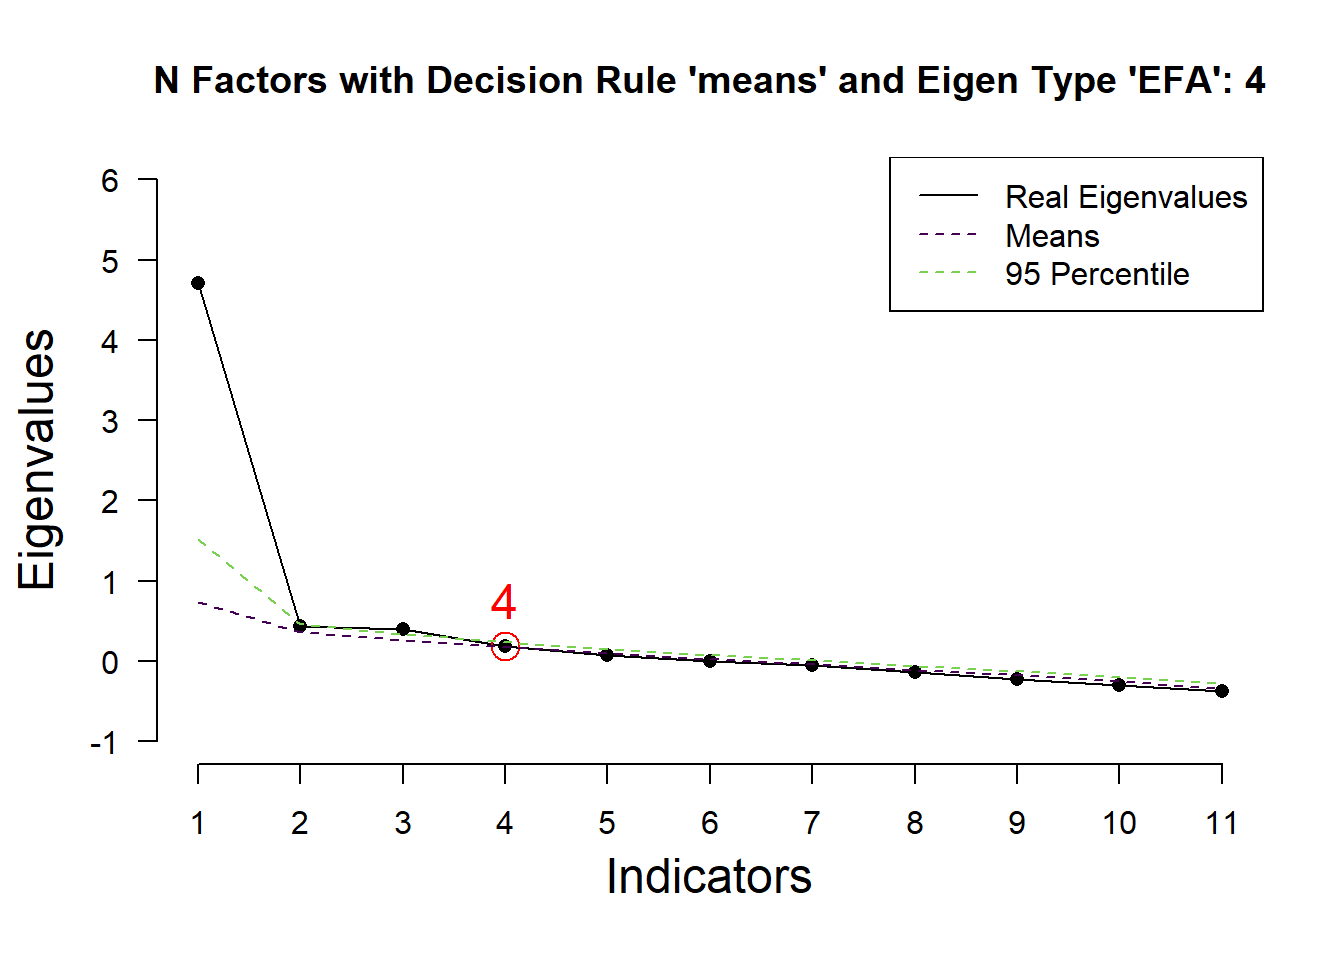 N Factors with Decision Rule 'means' and Eigen Type 'EFA': 4
Real Eigenvalues
Means
95 Percentile
Eigenvalues
6
5
4
3
2
1
0
-1
4
1 2 3 4 5 6 7 8 9 10 11
Indicators